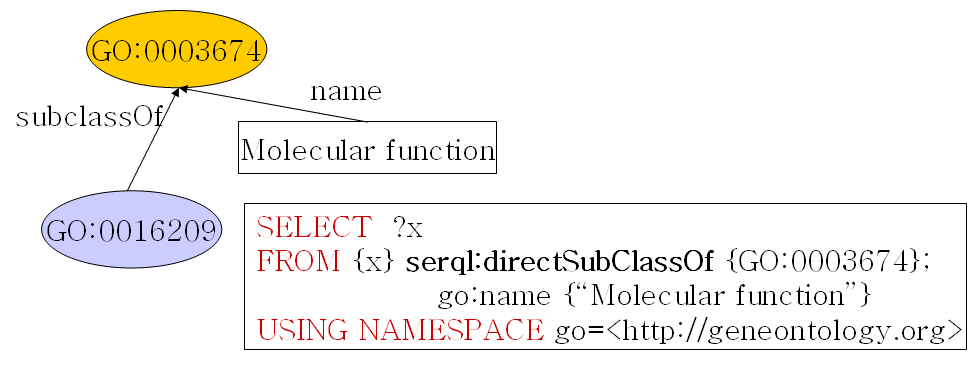 GO:0003674
name
subclassOf
Molecular function
GO:0016209
SELECT ?x
FROM {x} serql:directSubClassOf {GO:0003674};
go:name {“Molecular function”}
USING NAMESPACE go=<http://geneontology.org>